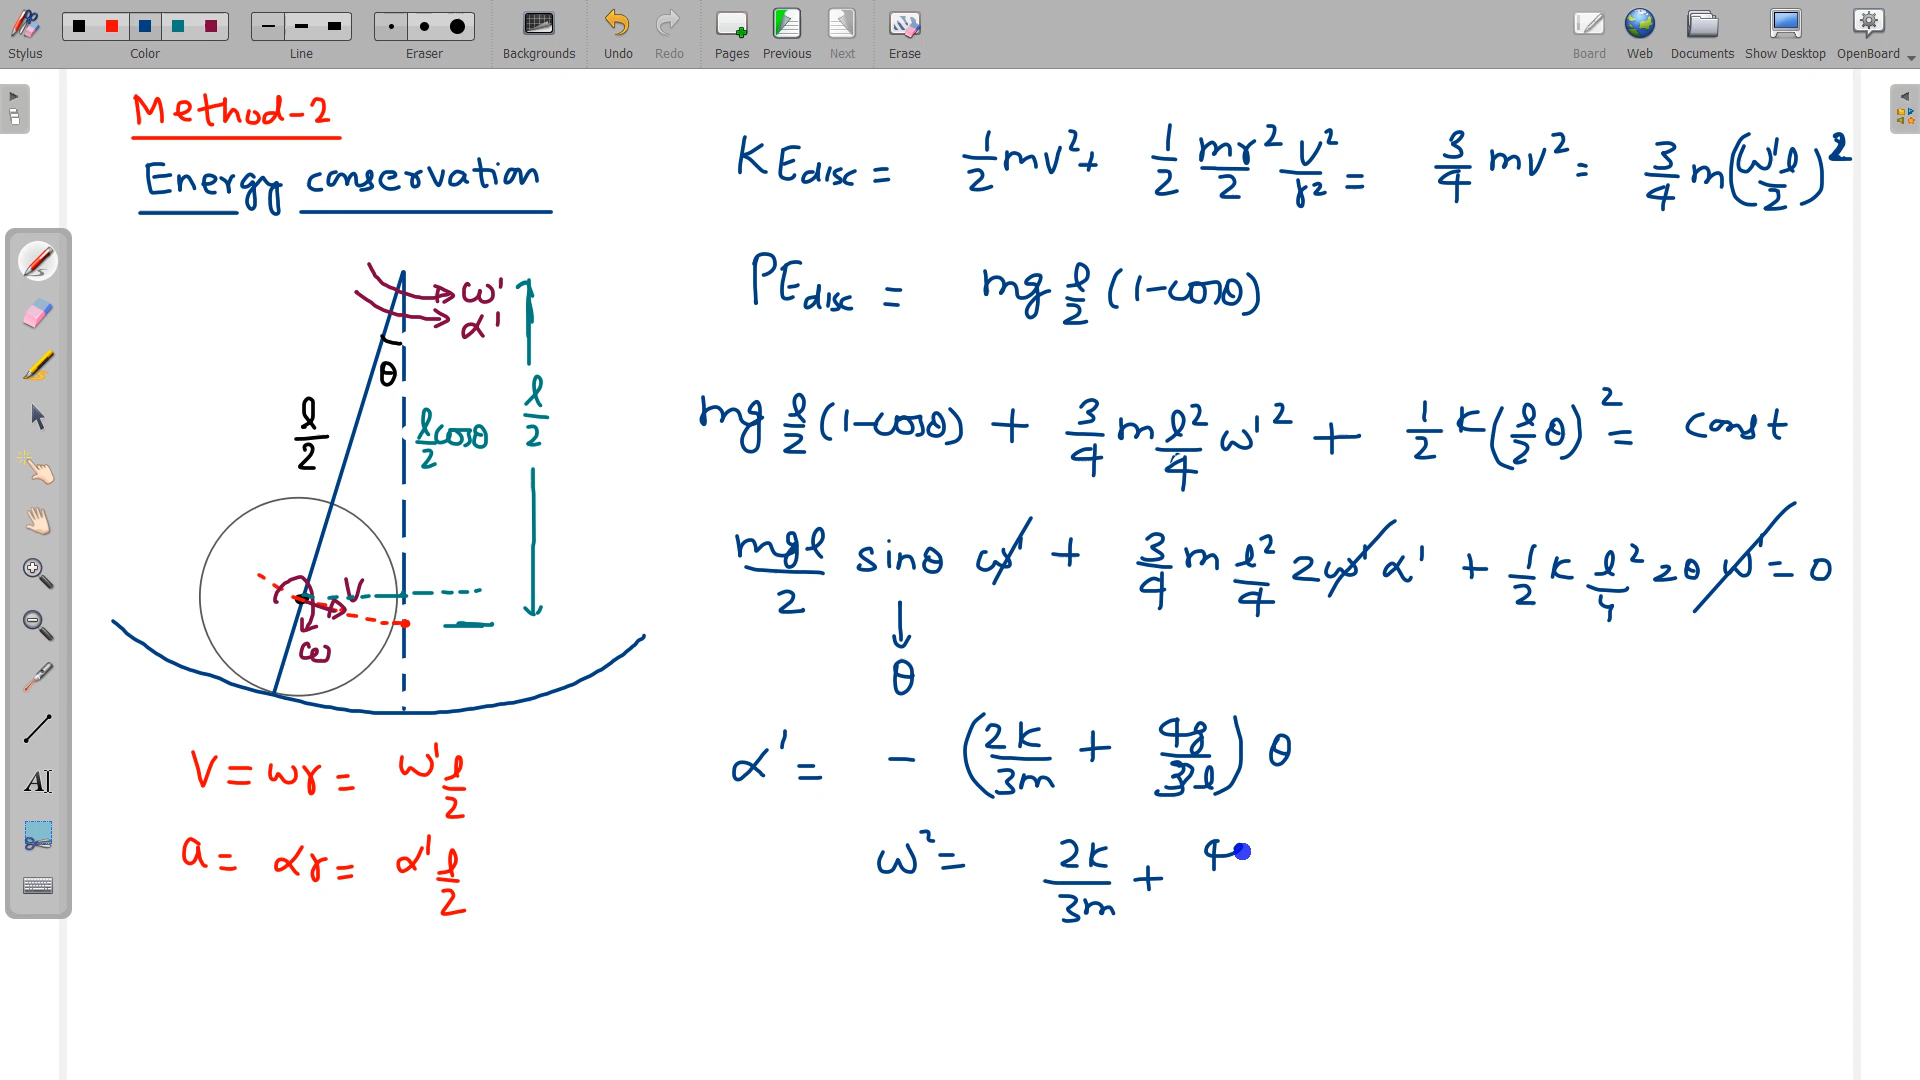 Stylus Color Line Eraser Backgrounds Undo Redo Pages Previous Next Erase Board Web Documents Show Desktop OpenBoard
Method-2
Energy conservation
KE disc = 1/2 mv² + 1/2 mr²/2 v²/r² = 3/4 mv² = 3/4 m(ω'l/2)²
PE disc = mg l/2 (1-cosθ)
mg l/2 (1-cosθ) + 3/4 m l²/4 ω'² + 1/2 K(l/2 θ)² = const
mgl/2 sinθ ω' + 3/4 m l²/4 2ω' α' + 1/2 K l²/4 2θ ω' = 0
↓
θ
α' = - (2K/3m + 4g/3l) θ
ω² = 2K/3m + 4
ω'
α'
θ
l/2
l/2 cosθ
l/2
V
ω
V = ωr = ω' l/2
a = αr = α' l/2
A